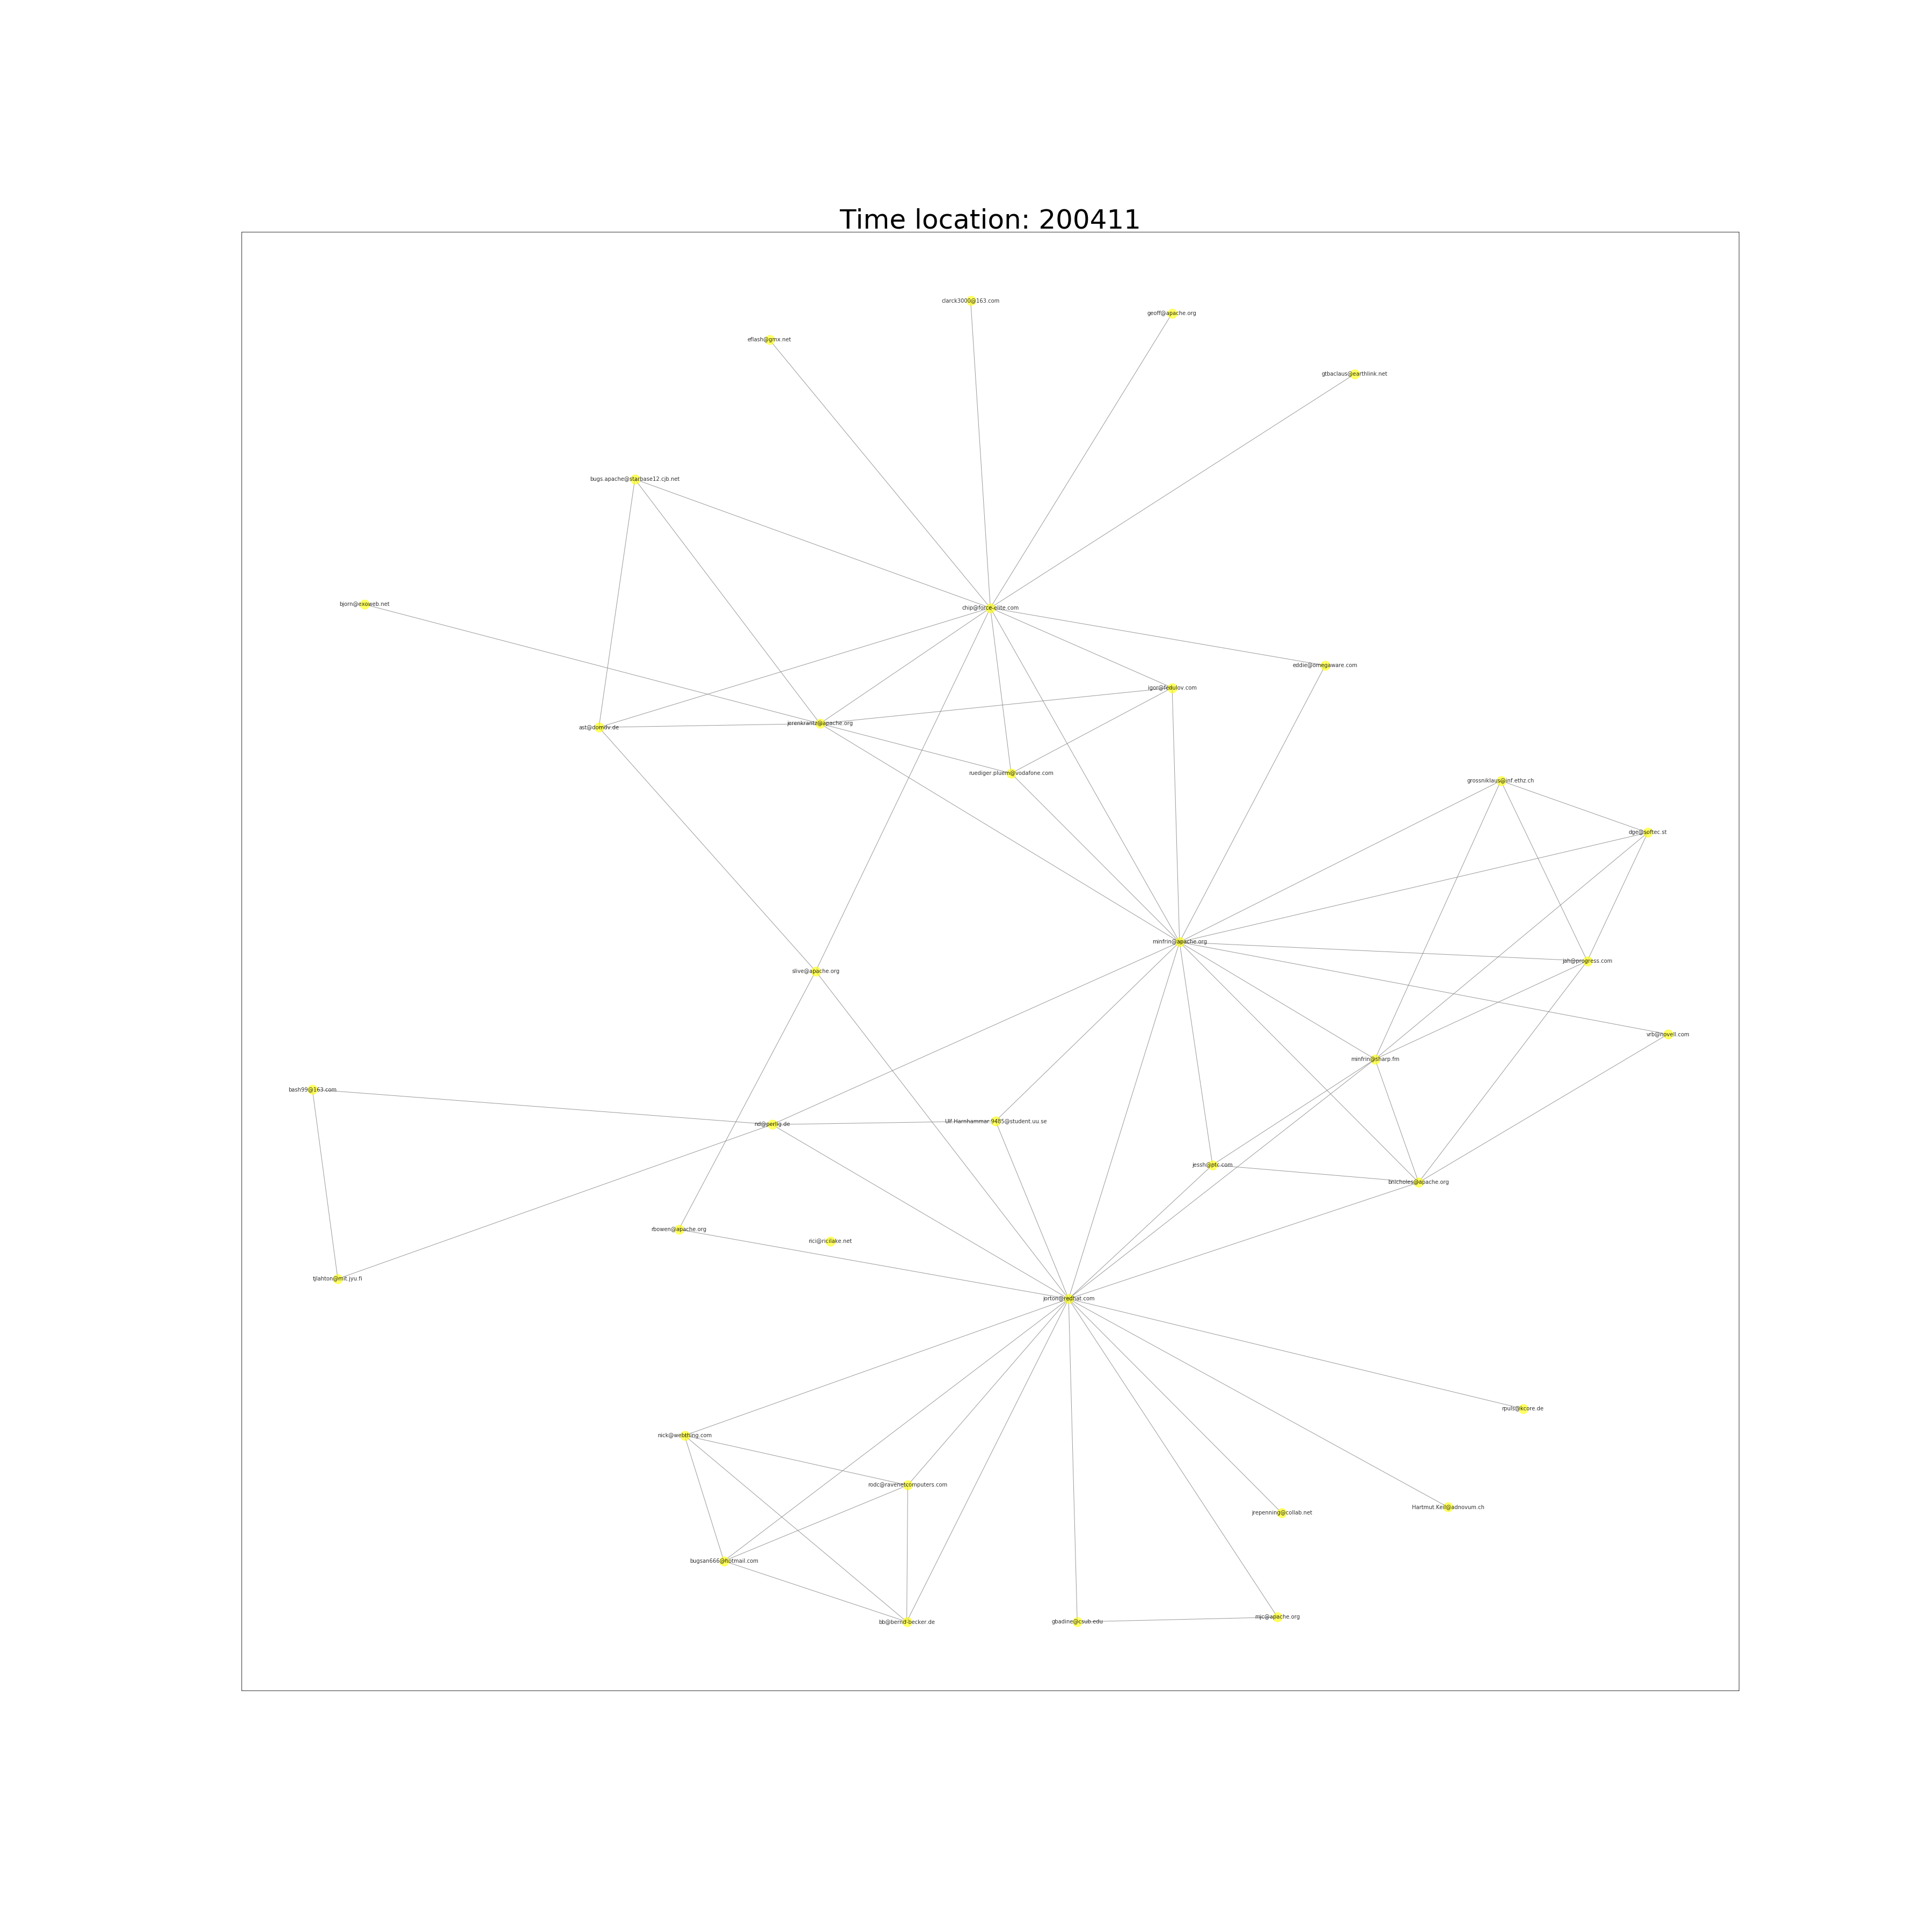 Time location: 200411
clarck3000@163.com
geoff@apache.org
eflash@gmx.net
gtbaclaus@earthlink.net
bugs.apache@starbase12.cjb.net
bjorn@exoweb.net
chip@force-elite.com
eddie@omegaware.com
igor@fedulov.com
jerenkrantz@apache.org
ast@domdv.de
ruediger.pluem@vodafone.com
grossniklaus@inf.ethz.ch
dge@softec.st
minfrin@apache.org
jah@progress.com
slive@apache.org
vrb@novell.com
minfrin@sharp.fm
bash99@163.com
nd@perlig.de
Ulf.Harnhammar.9485@student.uu.se
jessh@ptc.com
bnicholes@apache.org
rbowen@apache.org
rici@ricilake.net
tjlahton@mit.jyu.fi
jorton@redhat.com
rpuls@kcore.de
nick@webthing.com
rodc@ravenetcomputers.com
Hartmut.Keil@adnovum.ch
jrepenning@collab.net
bugsan666@hotmail.com
mjc@apache.org
bb@bernd-becker.de
gbadine@csub.edu